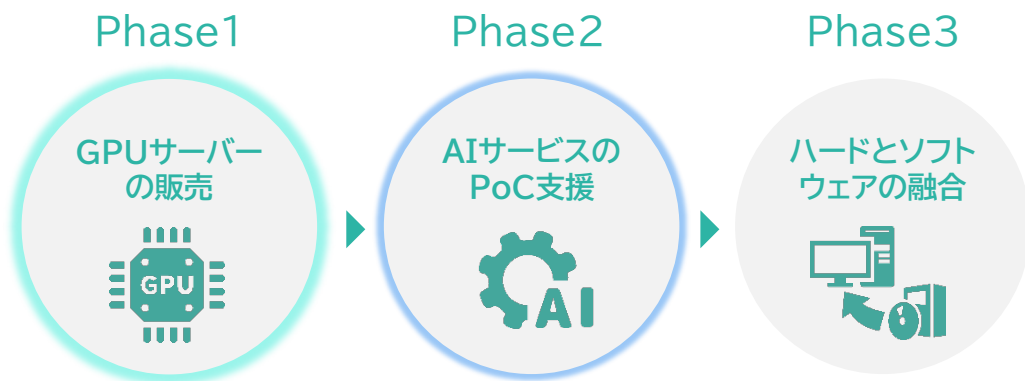 Phase1
Phase2
Phase3
GPUサーバー
の販売
GPU
AIサービスの
PoC支援
AI
ハードとソフト
ウェアの融合